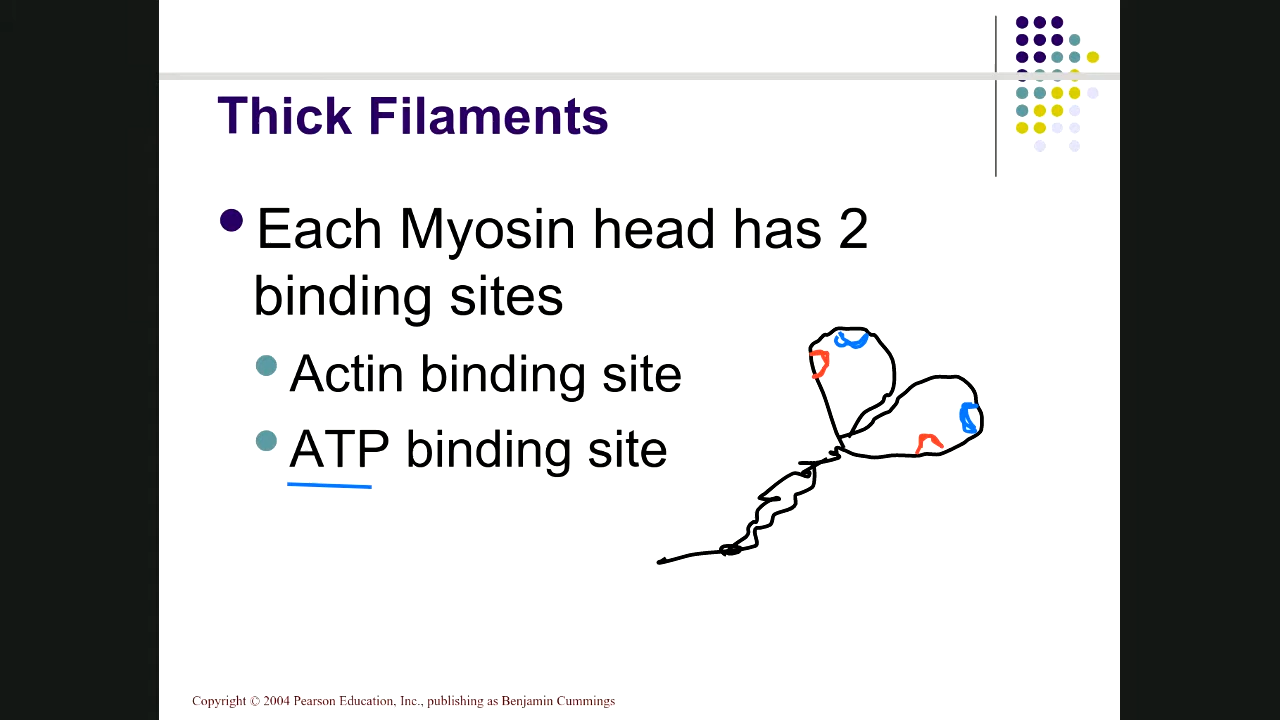 Thick Filaments
Each Myosin head has 2
binding sites
Actin binding site
ATP binding site
Copyright © 2004 Pearson Education, Inc., publishing as Benjamin Cummings